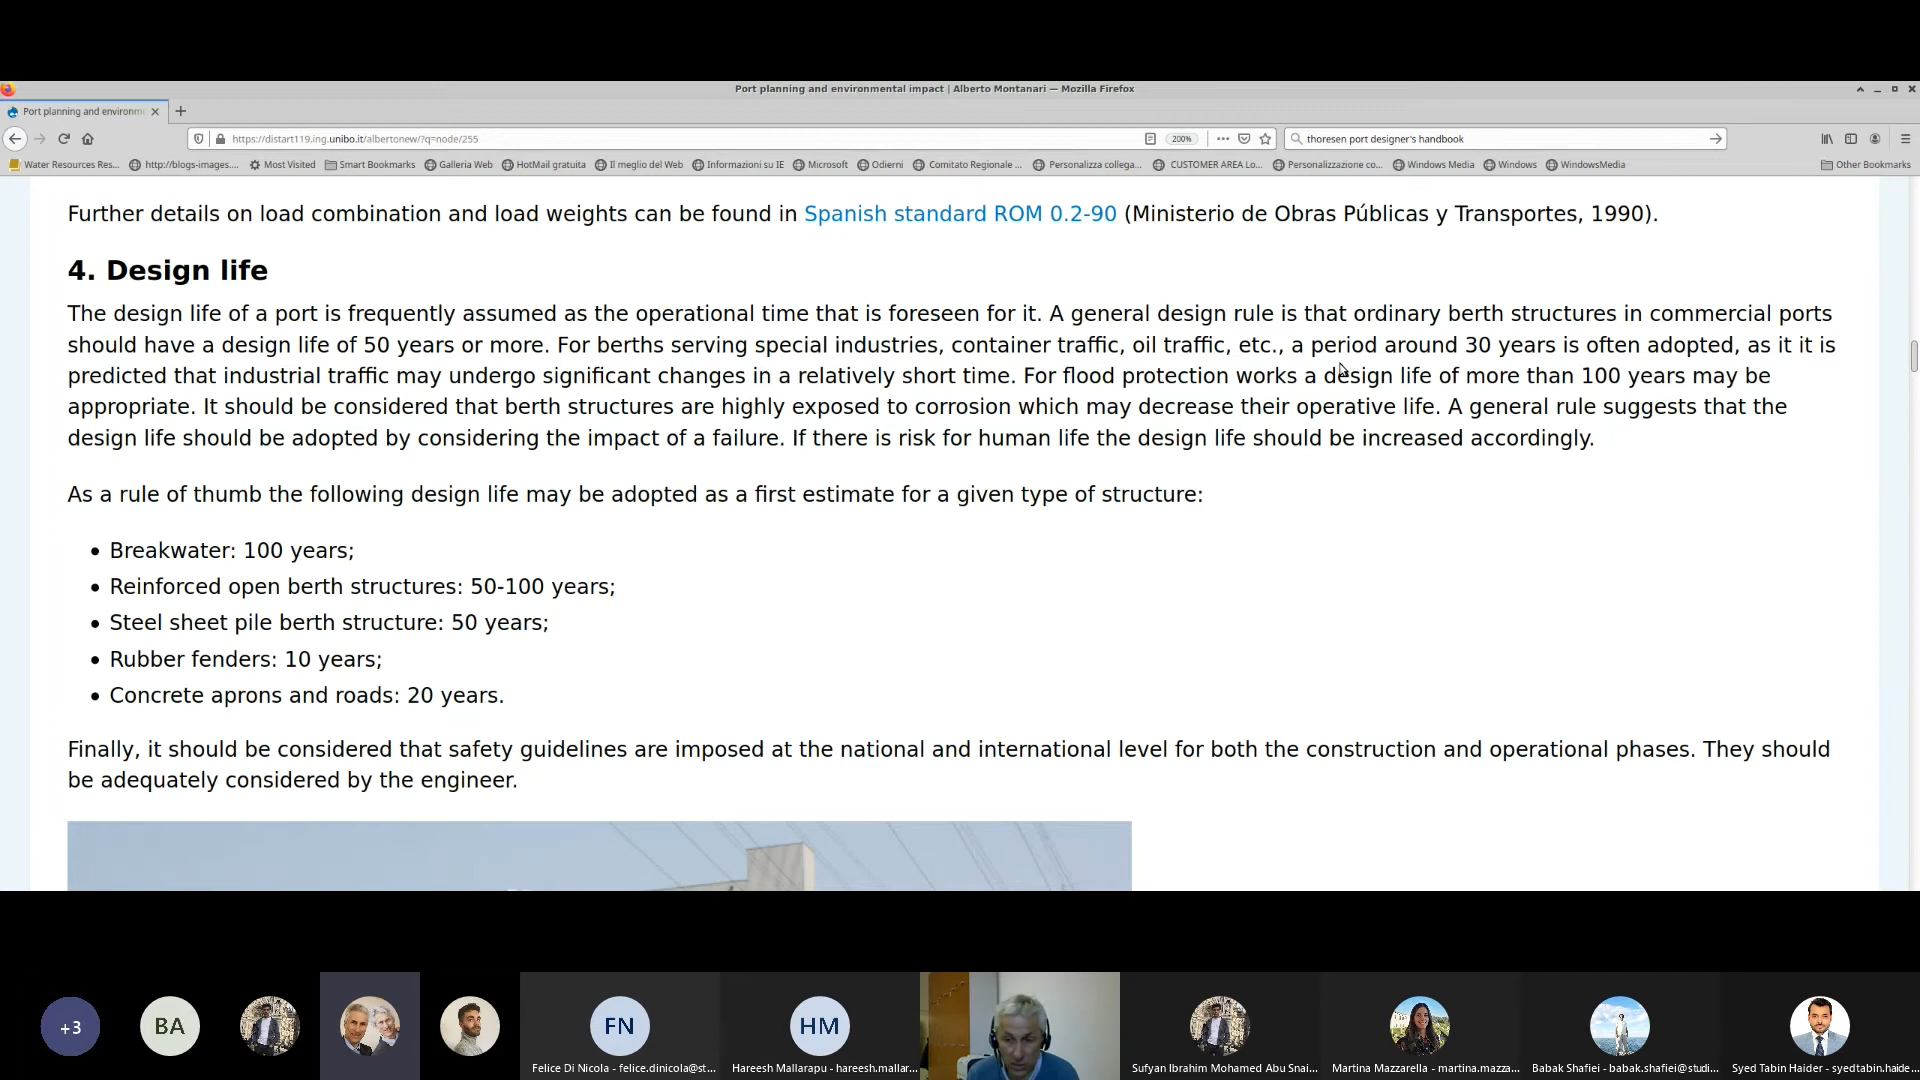 Port planning and environmental impact | Alberto Montanari — Mozilla Firefox
Port planning and environm
https://distart119.ing.unibo.it/albertonew/?q=node/255
200%
thoresen port designer's handbook
Water Resources Res...
http://blogs-images....
Most Visited
Smart Bookmarks
Galleria Web
HotMail gratuita
Il meglio del Web
Informazioni su IE
Microsoft
Odierni
Comitato Regionale ...
Personalizza collega...
CUSTOMER AREA Lo...
Personalizzazione co...
Windows Media
Windows
WindowsMedia
Other Bookmarks
Further details on load combination and load weights can be found in Spanish standard ROM 0.2-90 (Ministerio de Obras Públicas y Transportes, 1990).
4. Design life
The design life of a port is frequently assumed as the operational time that is foreseen for it. A general design rule is that ordinary berth structures in commercial ports
should have a design life of 50 years or more. For berths serving special industries, container traffic, oil traffic, etc., a period around 30 years is often adopted, as it it is
predicted that industrial traffic may undergo significant changes in a relatively short time. For flood protection works a design life of more than 100 years may be
appropriate. It should be considered that berth structures are highly exposed to corrosion which may decrease their operative life. A general rule suggests that the
design life should be adopted by considering the impact of a failure. If there is risk for human life the design life should be increased accordingly.
As a rule of thumb the following design life may be adopted as a first estimate for a given type of structure:
• Breakwater: 100 years;
• Reinforced open berth structures: 50-100 years;
• Steel sheet pile berth structure: 50 years;
• Rubber fenders: 10 years;
• Concrete aprons and roads: 20 years.
Finally, it should be considered that safety guidelines are imposed at the national and international level for both the construction and operational phases. They should
be adequately considered by the engineer.
+3
BA
FN
HM
Felice Di Nicola - felice.dinicola@st...
Hareesh Mallarapu - hareesh.mallar...
Sufyan Ibrahim Mohamed Abu Snai...
Martina Mazzarella - martina.mazza...
Babak Shafiei - babak.shafiei@studi...
Syed Tabin Haider - syedtabin.haide...